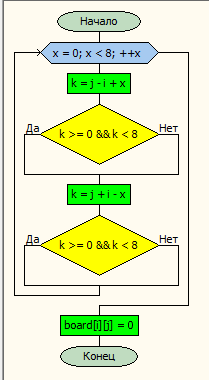 Начало
x = 0; x < 8; ++x
k = j - i + x
Да
Нет
k >= 0 && k < 8
k = j + i - x
Да
Нет
k >= 0 && k < 8
board[i][j] = 0
Конец